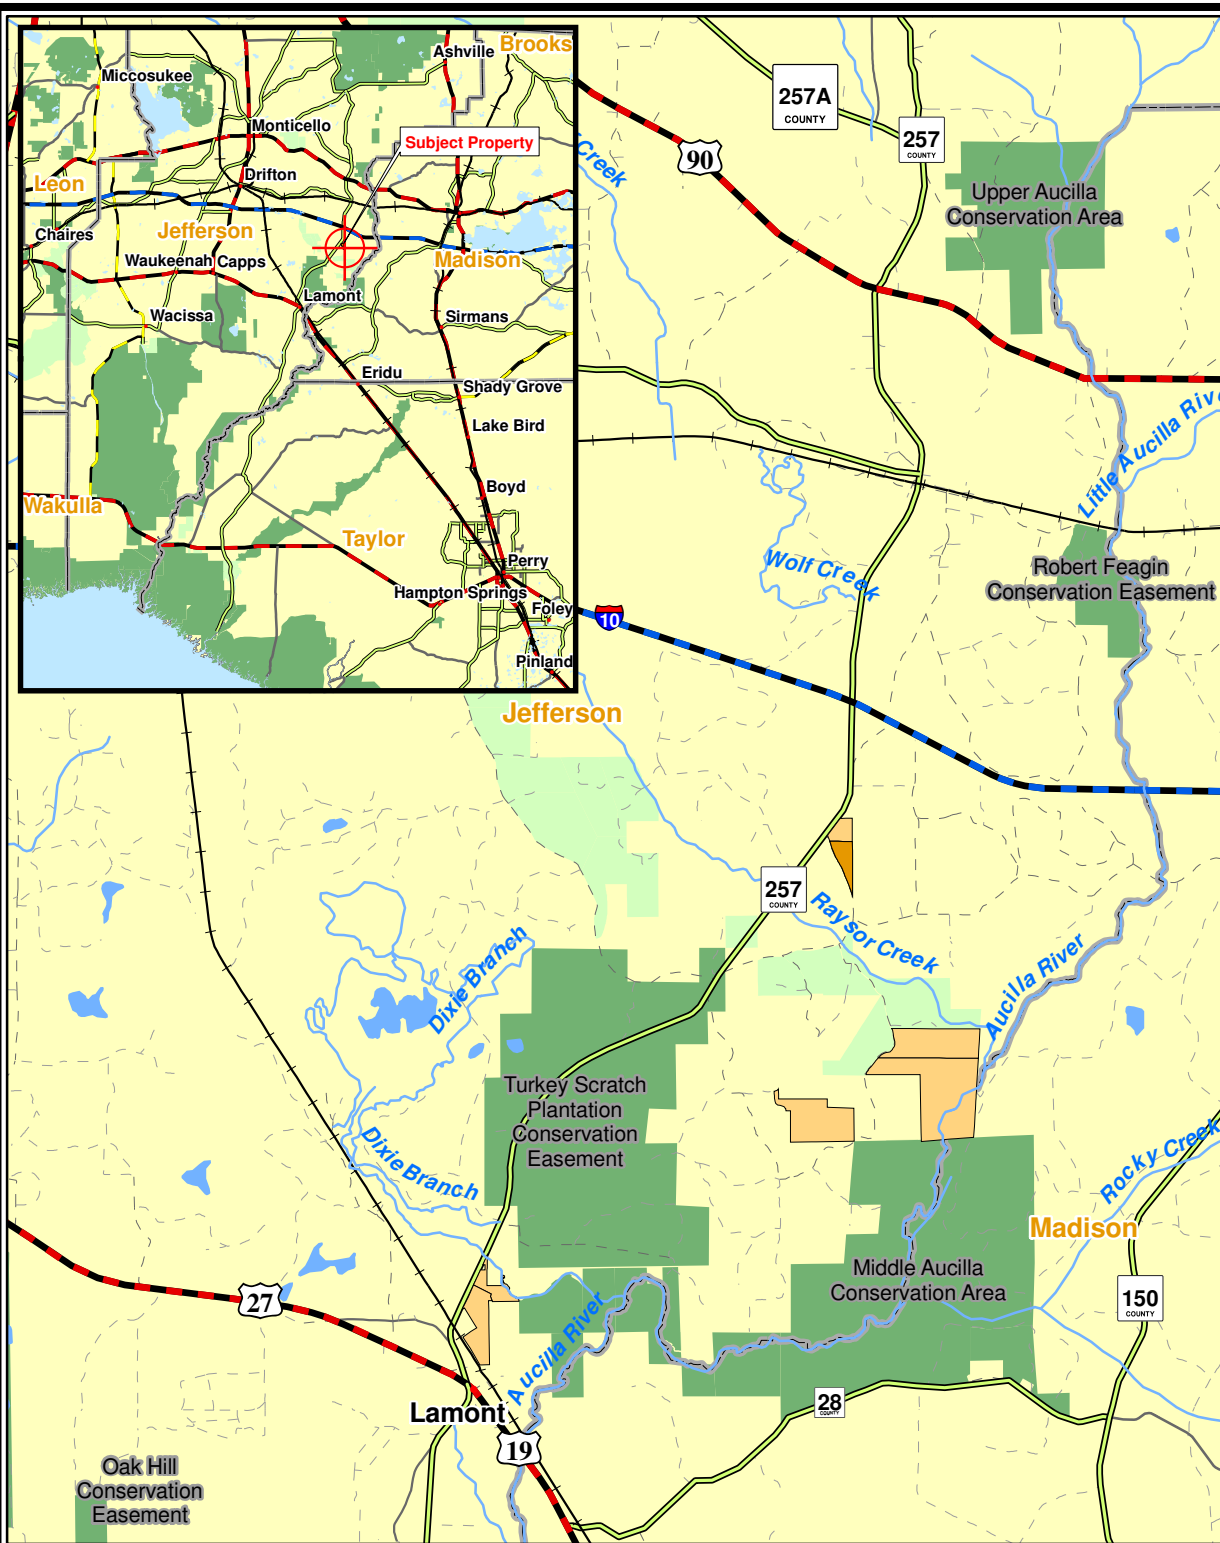 Brooks
Ashville
Miccosukee
Monticello
Subject Property
Drifton
Leon
Chaires
Jefferson
Waukeenah
Capps
Madison
Lamont
Wacissa
Sirmans
Eridu
Shady Grove
Lake Bird
Boyd
Wakulla
Taylor
Perry
Hampton Springs
Foley
Pinland
Creek
257A
COUNTY
257
COUNTY
90
Upper Aucilla
Conservation Area
Little Aucilla Rive
Wolf Creek
Robert Feagin
Conservation Easement
10
Jefferson
257
COUNTY
Raysor Creek
Dixie Branch
Aucilla River
Turkey Scratch
Plantation
Conservation
Easement
Dixie Branch
Rocky Creek
Madison
Middle Aucilla
Conservation Area
150
COUNTY
27
Aucilla River
28
COUNTY
Lamont
19
Oak Hill
Conservation
Easement